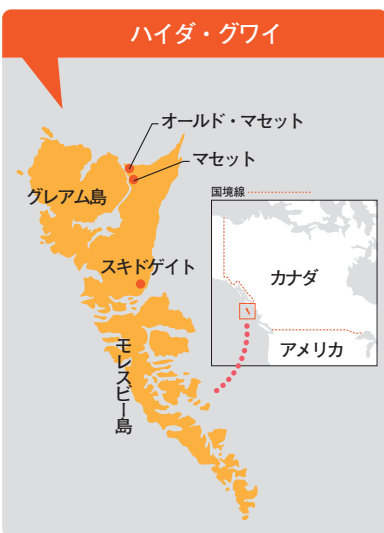 ハイダ・グワイ
オールド・マセット
マセット
グレアム島
国境線
スキドゲイト
カナダ
アメリカ
モレスビー島